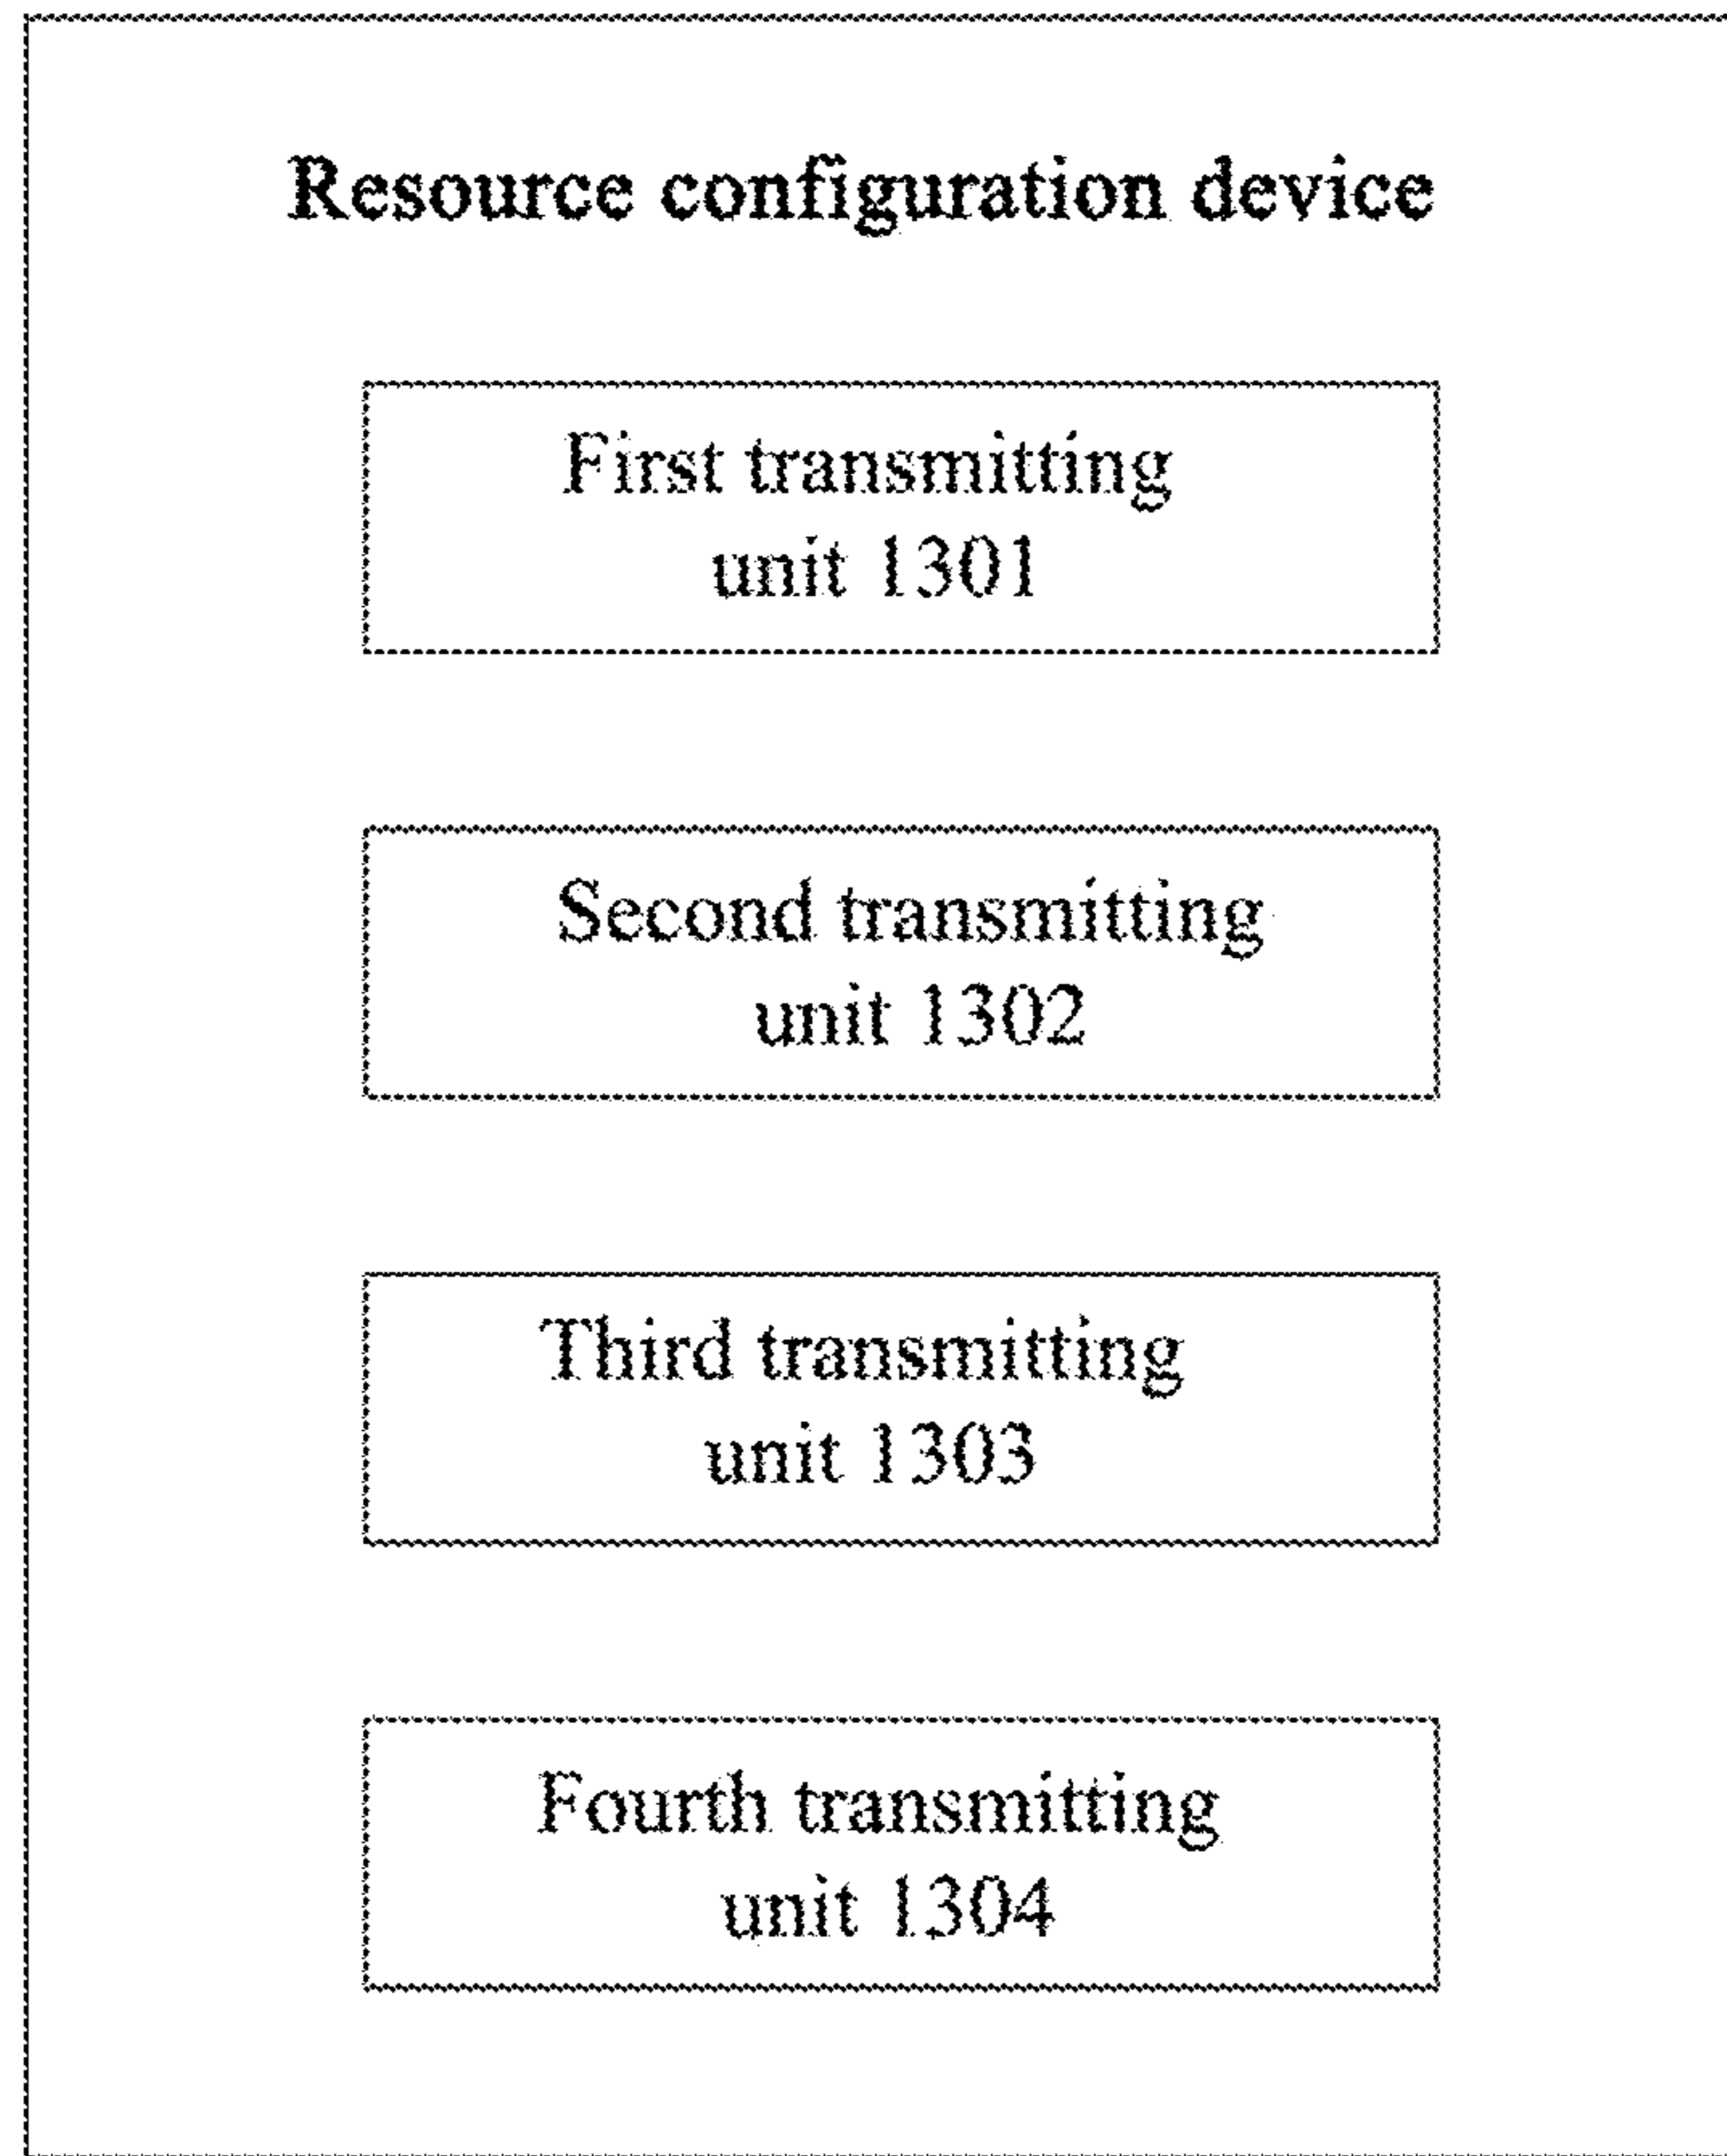 Resource configuration device
First transmitting
unit 1301
Second transmitting
unit 1302
Third transmitting
unit 1303
Fourth transmitting
unit 1304